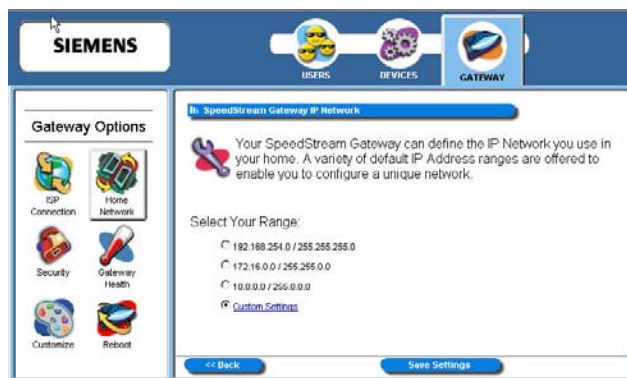 SIEMENS
USERS
DEVICES
GATEWAY
Gateway Options
ISP
Connection
Home
Network
Security
Gateway
Health
Customize
Reboot
SpeedStream Gateway IP Network
Your SpeedStream Gateway can define the IP Network you use in
your home. A variety of default IP Address ranges are offered to
enable you to configure a unique network.
Select Your Range:
192.168.254.0 / 255.255.255.0
172.16.0.0 / 255.255.0.0
10.0.0.0 / 255.0.0.0
Custom Settings
<< Back
Save Settings